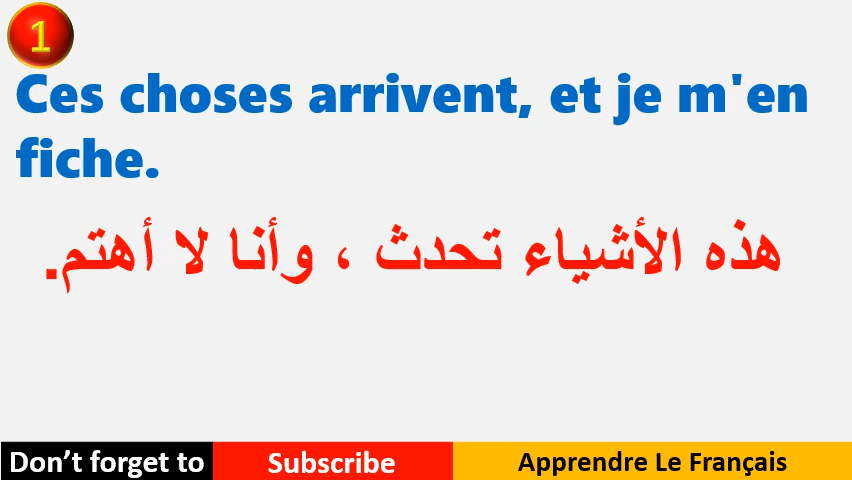 1
Ces choses arrivent, et je m'en
fiche.
هذه الأشياء تحدث ، وأنا لا أهتم.
Don’t forget to Subscribe Apprendre Le Français